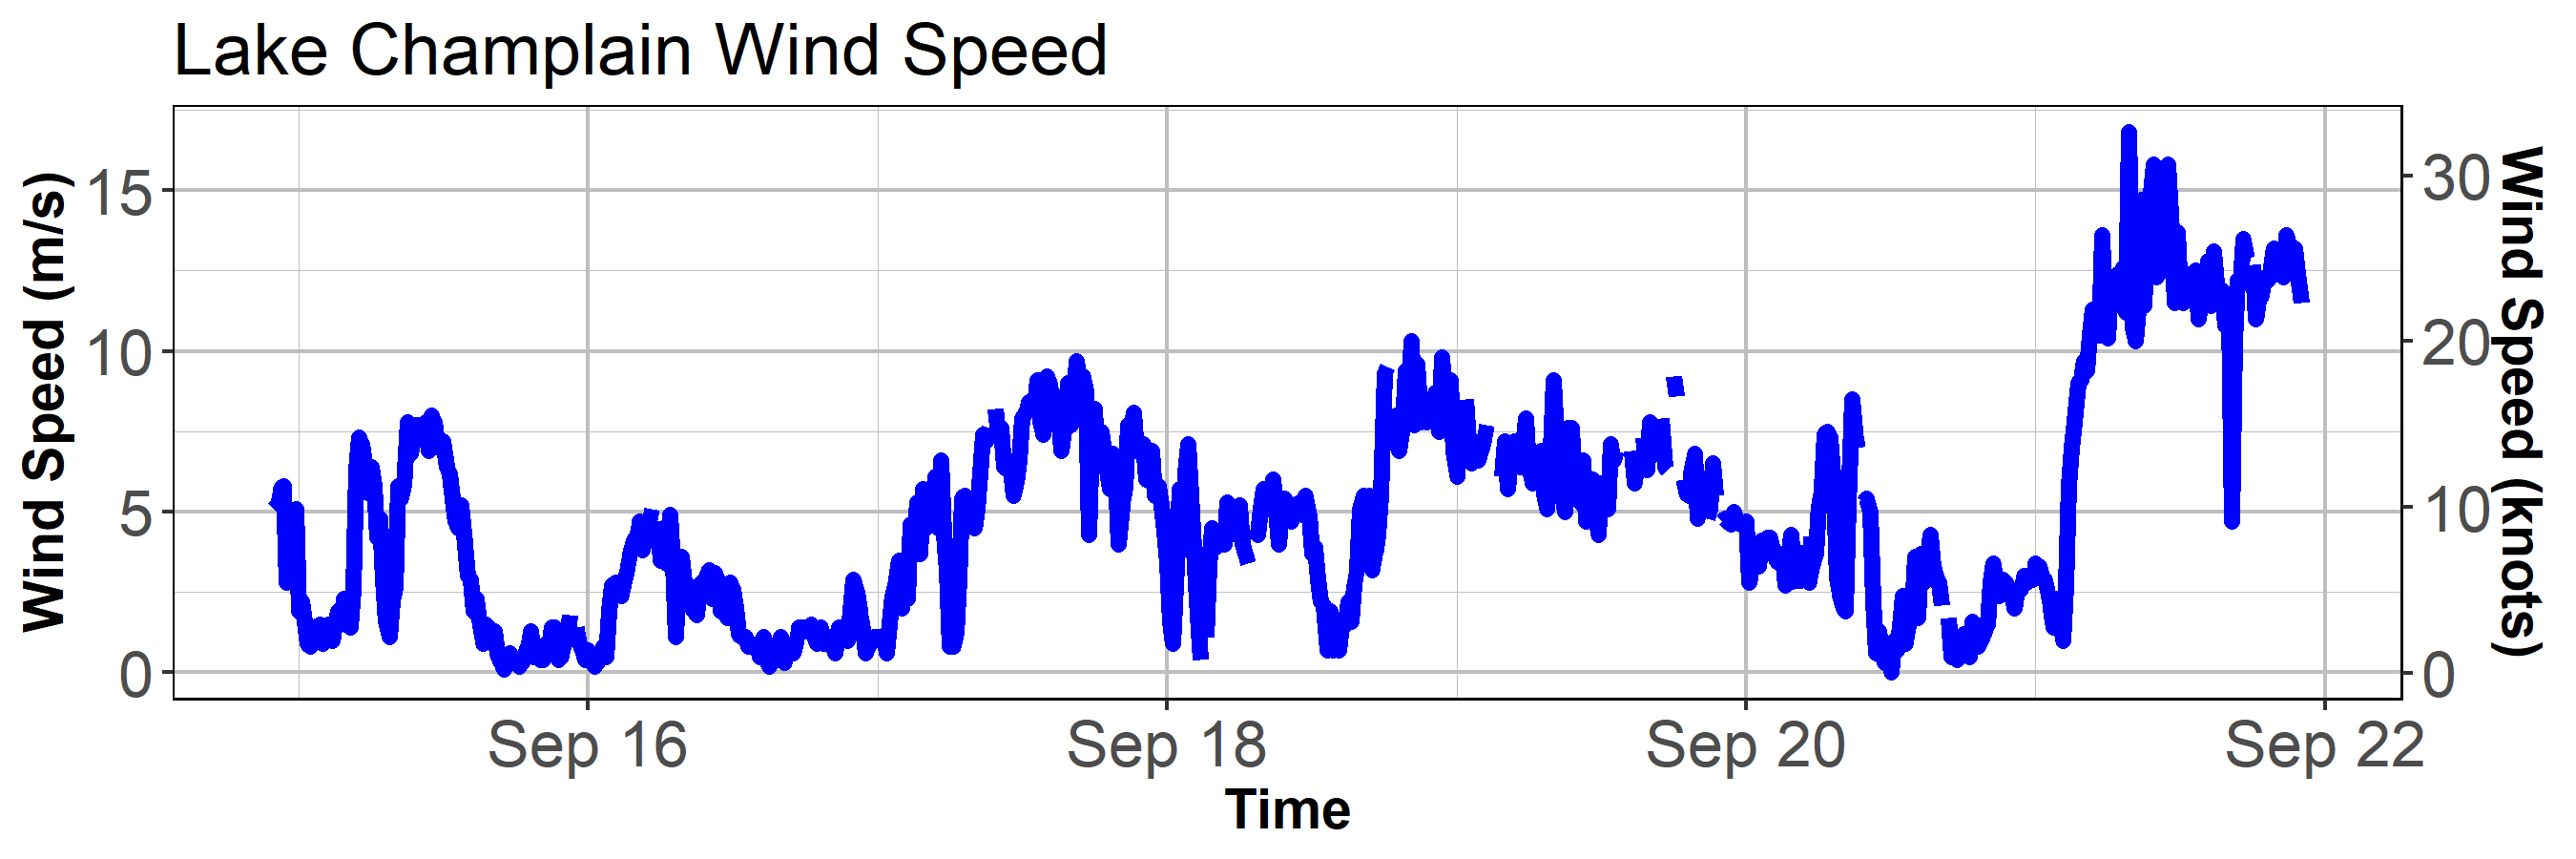 Lake Champlain Wind Speed
Wind Speed (m/s)
15
10
5
0
30
20
10
0
Wind Speed (knots)
Sep 16
Sep 18
Sep 20
Sep 22
Time